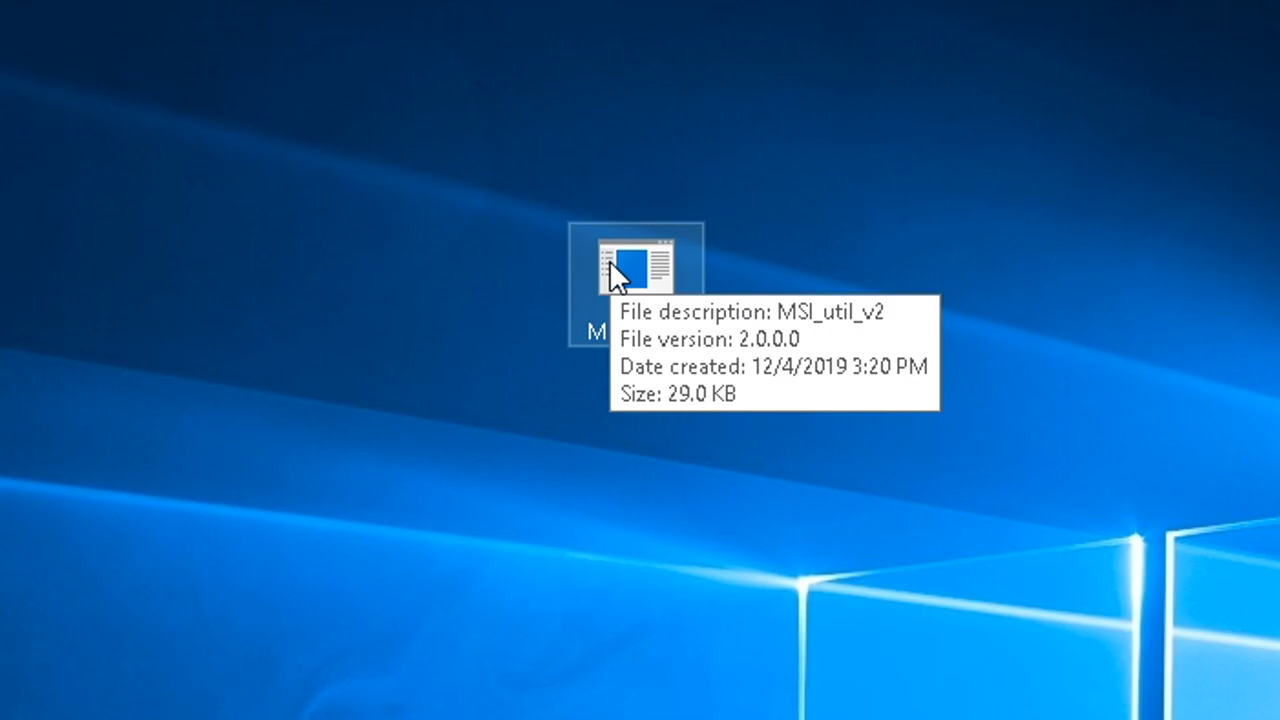 M
File description: MSI_util_v2
File version: 2.0.0.0
Date created: 12/4/2019 3:20 PM
Size: 29.0 KB